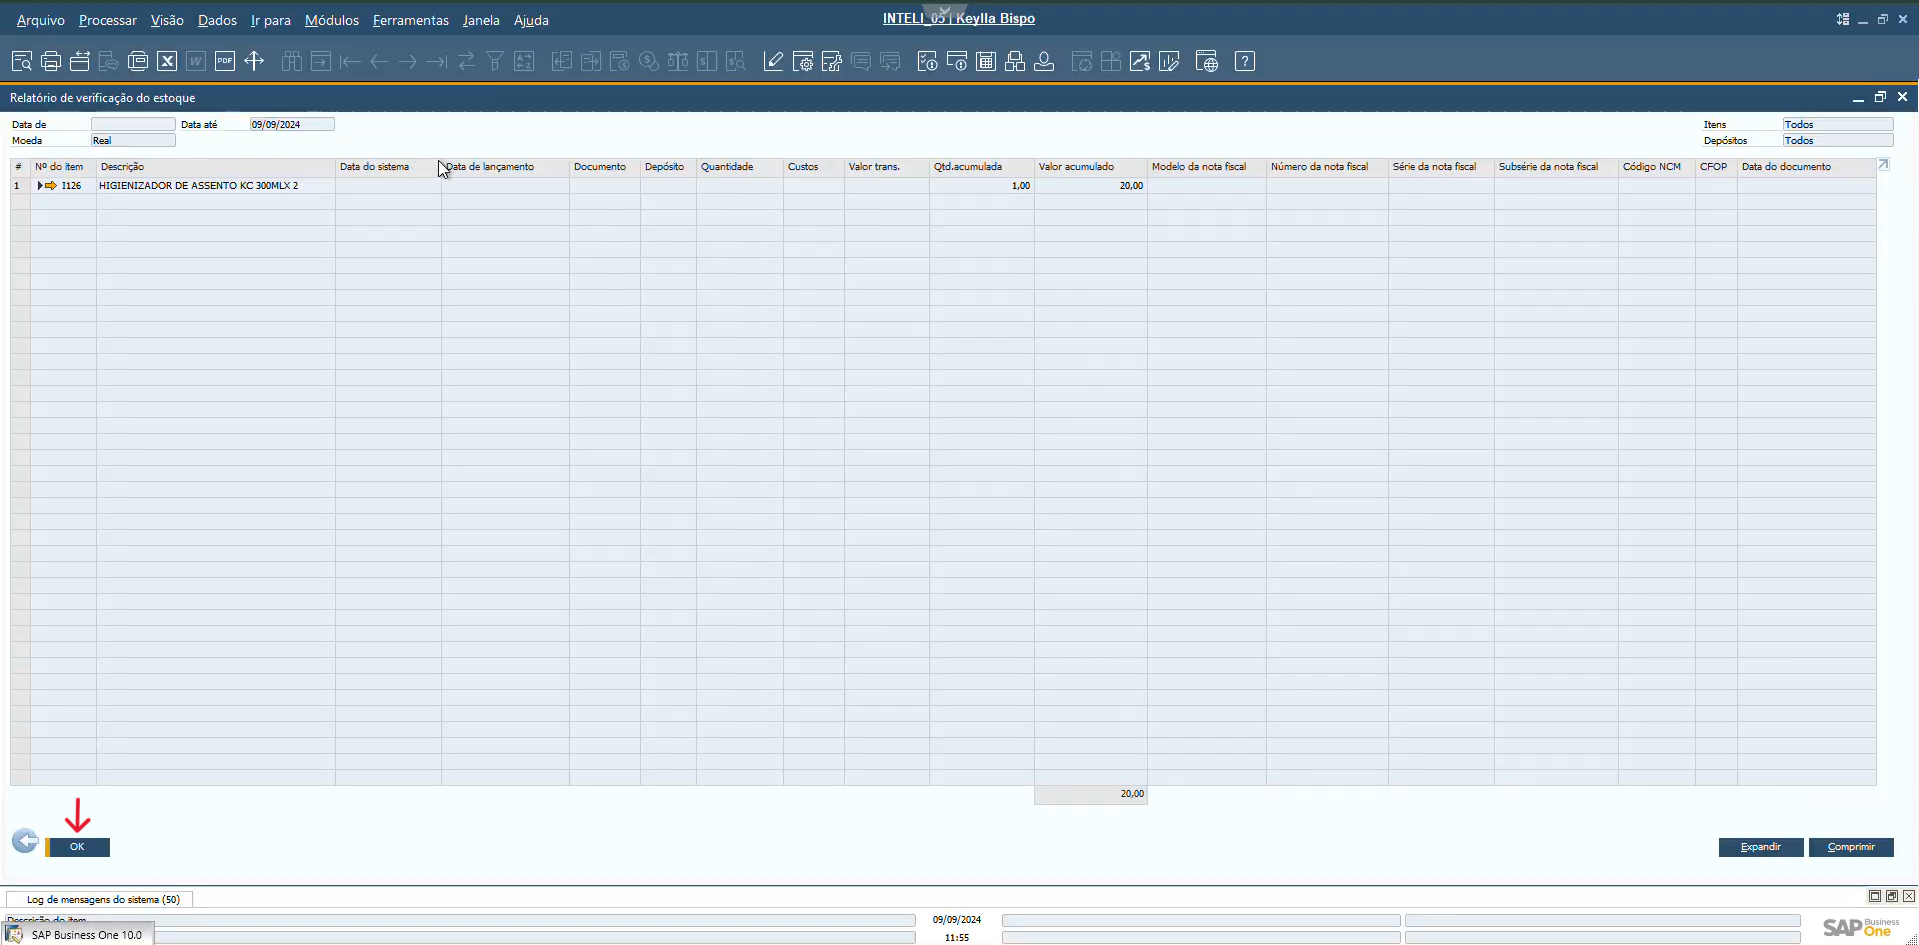 Arquivo Processar Visão Dados Ir para Módulos Ferramentas Janela Ajuda
INTELI_05 | Keylla Bispo
Relatório de verificação do estoque
Data de Data até 09/09/2024 Itens Todos
Moeda Real Depósitos Todos
# Nº do item Descrição Data do sistema Data de lançamento Documento Depósito Quantidade Custos Valor trans. Qtd.acumulada Valor acumulado Modelo da nota fiscal Número da nota fiscal Série da nota fiscal Subsérie da nota fiscal Código NCM CFOP Data do documento
1 I126 HIGIENIZADOR DE ASSENTO KC 300MLX 2 1,00 20,00
20,00
OK Expandir Comprimir
Log de mensagens do sistema (50)
Descrição do item 09/09/2024
SAP Business One 10.0 11:55
SAP Business One